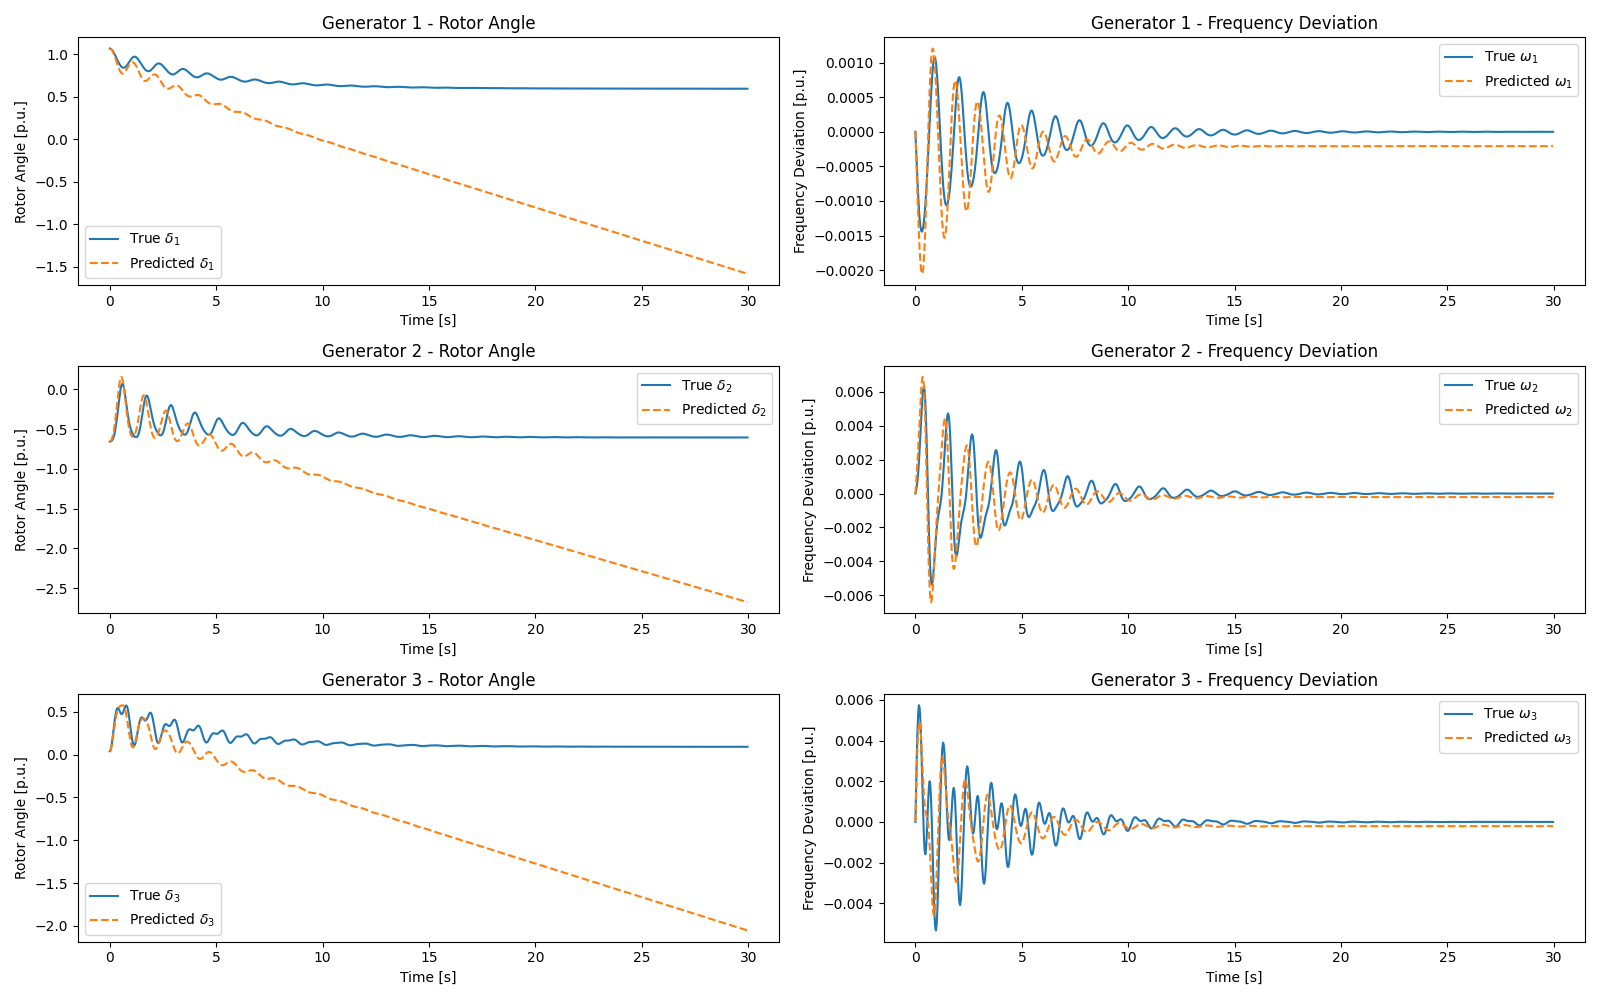 Generator 1 - Rotor Angle
Rotor Angle [p.u.]
1.0
0.5
0.0
−0.5
−1.0
−1.5
True δ1
Predicted δ1
0 5 10 15 20 25 30
Time [s]
Generator 1 - Frequency Deviation
Frequency Deviation [p.u.]
0.0010
0.0005
0.0000
−0.0005
−0.0010
−0.0015
−0.0020
True ω1
Predicted ω1
0 5 10 15 20 25 30
Time [s]
Generator 2 - Rotor Angle
Rotor Angle [p.u.]
0.0
−0.5
−1.0
−1.5
−2.0
−2.5
True δ2
Predicted δ2
0 5 10 15 20 25 30
Time [s]
Generator 2 - Frequency Deviation
Frequency Deviation [p.u.]
0.006
0.004
0.002
0.000
−0.002
−0.004
−0.006
True ω2
Predicted ω2
0 5 10 15 20 25 30
Time [s]
Generator 3 - Rotor Angle
Rotor Angle [p.u.]
0.5
0.0
−0.5
−1.0
−1.5
−2.0
True δ3
Predicted δ3
0 5 10 15 20 25 30
Time [s]
Generator 3 - Frequency Deviation
Frequency Deviation [p.u.]
0.006
0.004
0.002
0.000
−0.002
−0.004
True ω3
Predicted ω3
0 5 10 15 20 25 30
Time [s]